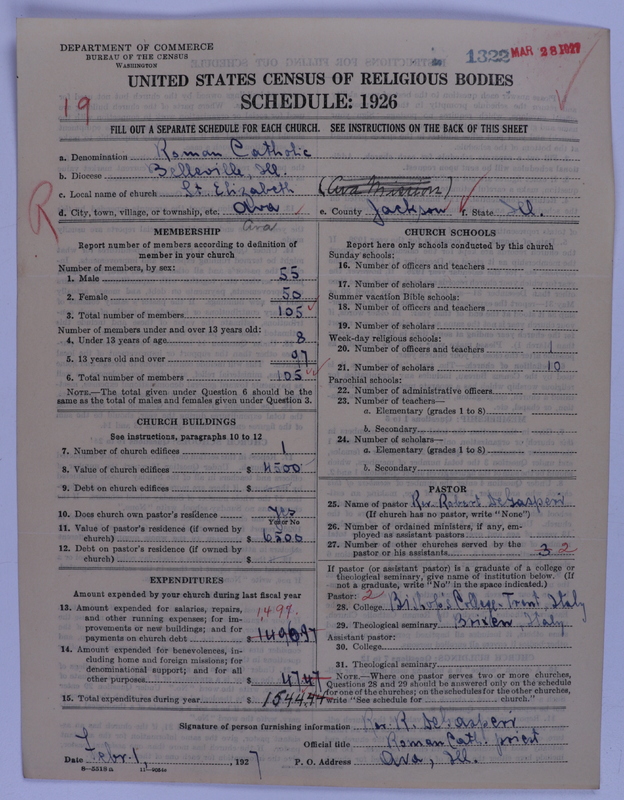 DEPARTMENT OF COMMERCE
BUREAU OF THE CENSUS
WASHINGTON
1322 MAR 28 1927
UNITED STATES CENSUS OF RELIGIOUS BODIES
SCHEDULE: 1926
19
FILL OUT A SEPARATE SCHEDULE FOR EACH CHURCH. SEE INSTRUCTIONS ON THE BACK OF THIS SHEET
a. Denomination Roman Catholic
b. Diocese Belleville, Ill.
c. Local name of church St. Elizabeth (Ava Mission)
d. City, town, village, or township, etc. Ava e. County Jackson f. State Ill.
R
Ava
MEMBERSHIP
Report number of members according to definition of
member in your church
Number of members, by sex:
1. Male 55
2. Female 50
3. Total number of members 105
Number of members under and over 13 years old:
4. Under 13 years of age 8
5. 13 years old and over 97
6. Total number of members 105
NOTE.—The total given under Question 6 should be the
same as the total of males and females given under Question 3.
CHURCH BUILDINGS
See instructions, paragraphs 10 to 12
7. Number of church edifices 1
8. Value of church edifices $ 4500
9. Debt on church edifices $
10. Does church own pastor's residence Yes
Yes or No
11. Value of pastor's residence (if owned by
church) $ 6500
12. Debt on pastor's residence (if owned by
church) $
EXPENDITURES
Amount expended by your church during last fiscal year
13. Amount expended for salaries, repairs,
and other running expenses; for im-
provements or new buildings; and for
payments on church debt $
1497.
14. Amount expended for benevolences, in-
cluding home and foreign missions; for
denominational support; and for all
other purposes $ 47
15. Total expenditures during year $ 1544
CHURCH SCHOOLS
Report here only schools conducted by this church
Sunday schools:
16. Number of officers and teachers
17. Number of scholars
Summer vacation Bible schools:
18. Number of officers and teachers
19. Number of scholars
Week-day religious schools:
20. Number of officers and teachers 1
21. Number of scholars 10
Parochial schools:
22. Number of administrative officers
23. Number of teachers—
a. Elementary (grades 1 to 8)
b. Secondary
24. Number of scholars—
a. Elementary (grades 1 to 8)
b. Secondary
PASTOR
25. Name of pastor Rev. Robert DeGasperi
(If church has no pastor, write "None")
26. Number of ordained ministers, if any, em-
ployed as assistant pastors
27. Number of other churches served by the
pastor or his assistants 3 2
If pastor (or assistant pastor) is a graduate of a college or
theological seminary, give name of institution below. (If
not a graduate, write "No" in the space indicated.)
Pastor: 2
28. College Bishop's College-Trent, Italy
29. Theological seminary Brixen, Italy
Assistant pastor:
30. College
31. Theological seminary
NOTE.—Where one pastor serves two or more churches,
Questions 28 and 29 should be answered only on the schedule
for one of the churches; on the schedules for the other churches,
write "See schedule for church."
Signature of person furnishing information Rev. R. DeGasperi
Official title Roman Cath. priest
Date Febr. 1, 1927 P. O. Address Ava, Ill.
8—5518a